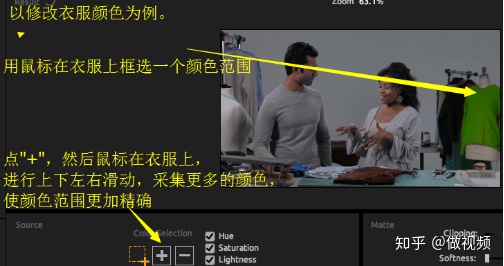 Result
Zoom 63.1%
以修改衣服颜色为例。
用鼠标在衣服上框选一个颜色范围
点"+"，然后鼠标在衣服上，
进行上下左右滑动，采集更多的颜色，
使颜色范围更加精确
Source
Color Selection
Hue
Saturation
Lightness
Matte
Clipping:
Softness:
知乎 @做视频